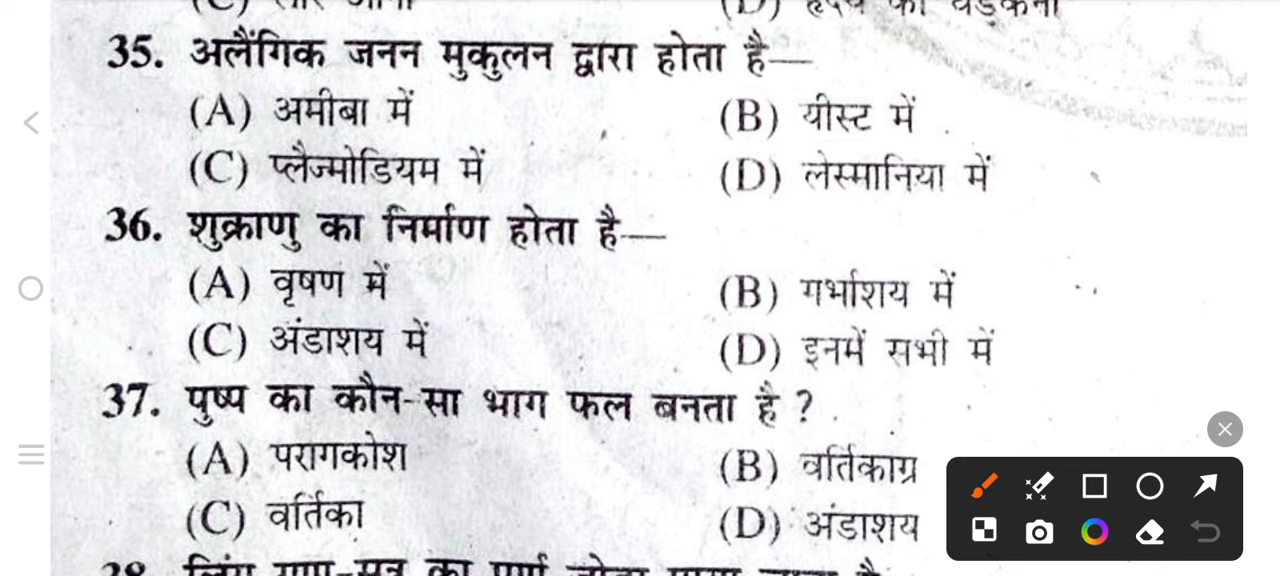 35. अलैंगिक जनन मुकुलन द्वारा होता है—
(A) अमीबा में (B) यीस्ट में
(C) प्लैज्मोडियम में (D) लेस्मानिया में
36. शुक्राणु का निर्माण होता है—
(A) वृषण में (B) गर्भाशय में
(C) अंडाशय में (D) इनमें सभी में
37. पुष्प का कौन-सा भाग फल बनता है ?
(A) परागकोश (B) वर्तिकाग्र
(C) वर्तिका (D) अंडाशय